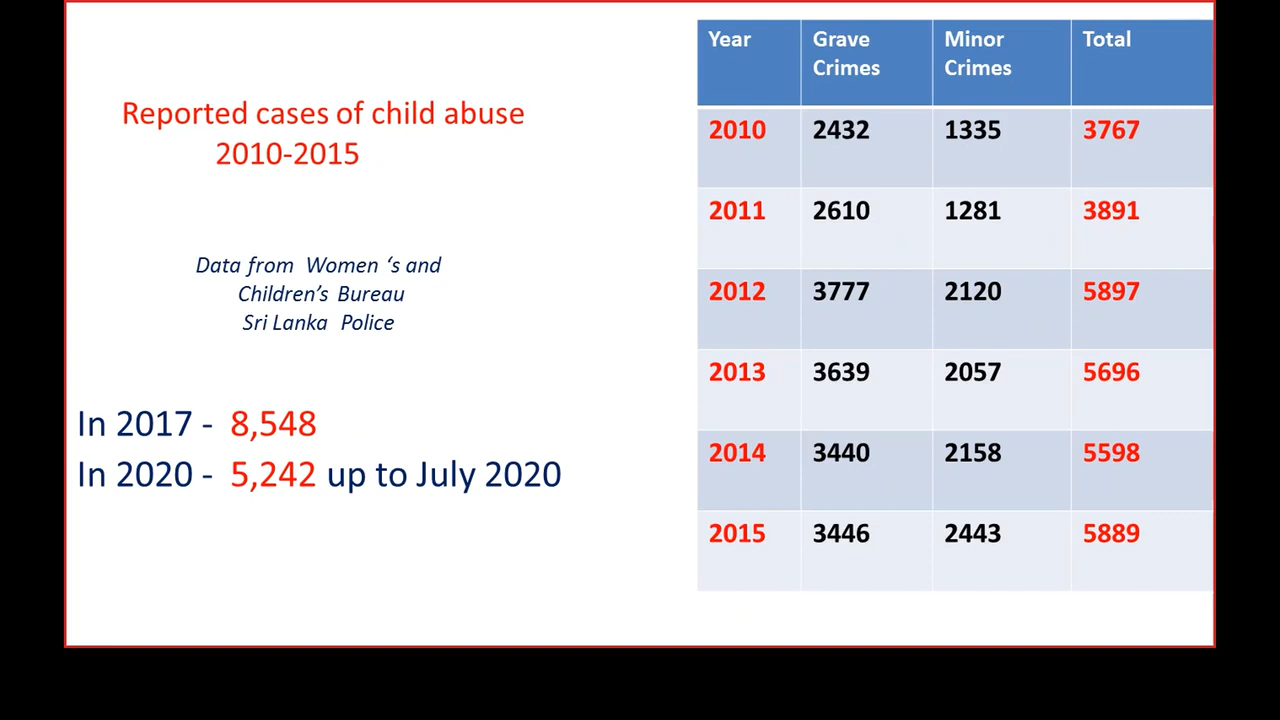 Reported cases of child abuse
2010-2015
Data from Women ‘s and
Children’s Bureau
Sri Lanka Police
In 2017 - 8,548
In 2020 - 5,242 up to July 2020
Year Grave Crimes Minor Crimes Total
2010 2432 1335 3767
2011 2610 1281 3891
2012 3777 2120 5897
2013 3639 2057 5696
2014 3440 2158 5598
2015 3446 2443 5889